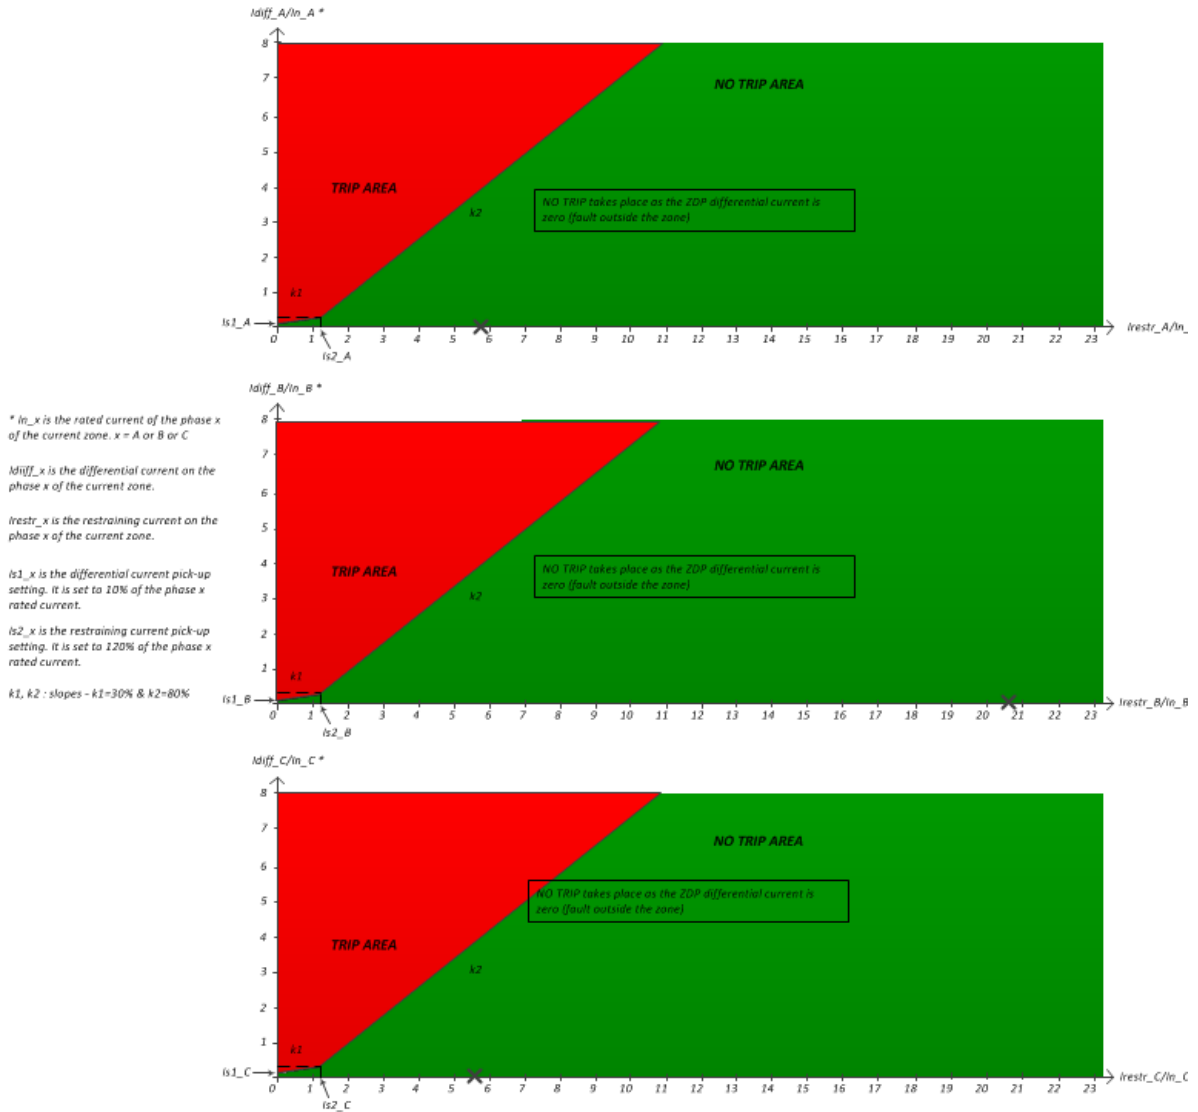 Idiff_A/In_A *
8
7
6
5
4
3
2
1
NO TRIP AREA
TRIP AREA
NO TRIP takes place as the ZDP differential current is
zero (fault outside the zone)
k2
k1
Is1_A
0 1 2 3 4 5 6 7 8 9 10 11 12 13 14 15 16 17 18 19 20 21 22 23
Irestr_A/In_
Is2_A
Idiff_B/In_B *
8
7
6
5
4
3
2
1
NO TRIP AREA
TRIP AREA
NO TRIP takes place as the ZDP differential current is
zero (fault outside the zone)
k2
k1
Is1_B
0 1 2 3 4 5 6 7 8 9 10 11 12 13 14 15 16 17 18 19 20 21 22 23
Irestr_B/In_B
Is2_B
* In_x is the rated current of the phase x
of the current zone. x = A or B or C
Idiiff_x is the differential current on the
phase x of the current zone.
Irestr_x is the restraining current on the
phase x of the current zone.
Is1_x is the differential current pick-up
setting. It is set to 10% of the phase x
rated current.
Is2_x is the restraining current pick-up
setting. It is set to 120% of the phase x
rated current.
k1, k2 : slopes - k1=30% & k2=80%
Idiff_C/In_C *
8
7
6
5
4
3
2
1
NO TRIP AREA
NO TRIP takes place as the ZDP differential current is
zero (fault outside the zone)
TRIP AREA
k2
k1
Is1_C
0 1 2 3 4 5 6 7 8 9 10 11 12 13 14 15 16 17 18 19 20 21 22 23
Irestr_C/In_C
Is2_C